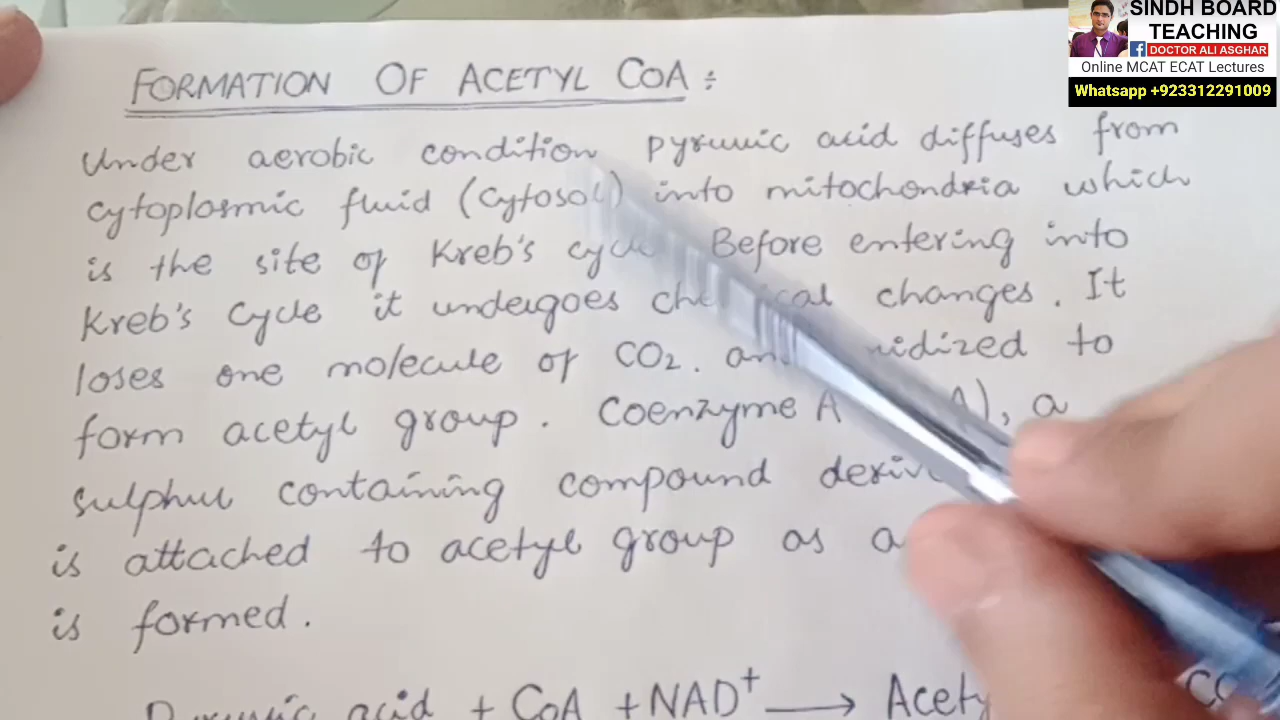 SINDH BOARD
TEACHING
DOCTOR ALI ASGHAR
Online MCAT ECAT Lectures
Whatsapp +923312291009
FORMATION OF ACETYL CoA :
Under aerobic condition pyruvic acid diffuses from
cytoplasmic fluid (cytosol) into mitochondria which
is the site of Kreb's cycle Before entering into
Kreb's Cycle it undergoes changes. It
loses one molecule of CO2. to
form acetyl group. Coenzyme A a
sulphur containing compound
is attached to acetyl group as a
is formed.
Pyruvic acid + CoA + NAD+ ⟶